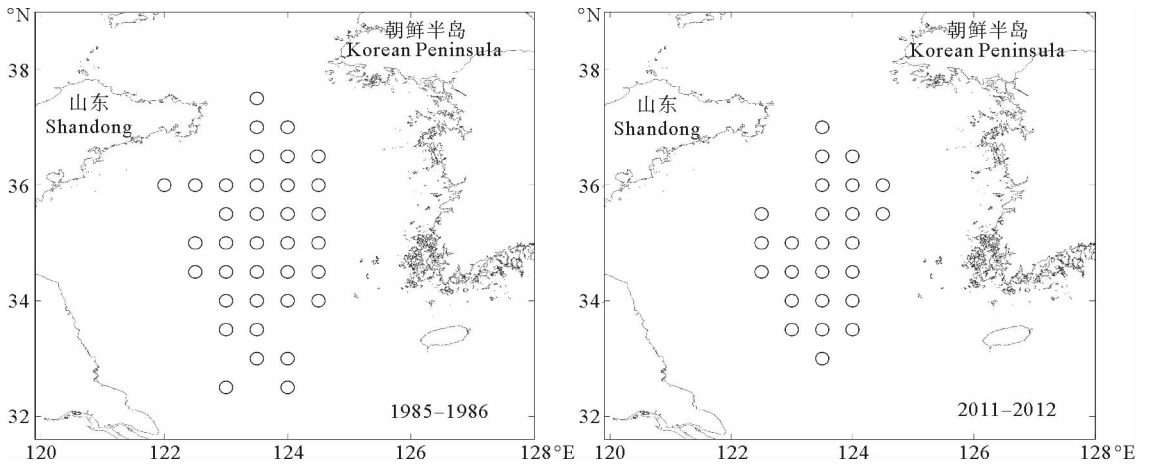 °N
38
36
34
32
120
122
124
126
128°E
朝鲜半岛
Korean Peninsula
山东
Shandong
1985–1986
°N
38
36
34
32
120
122
124
126
128°E
朝鲜半岛
Korean Peninsula
山东
Shandong
2011–2012